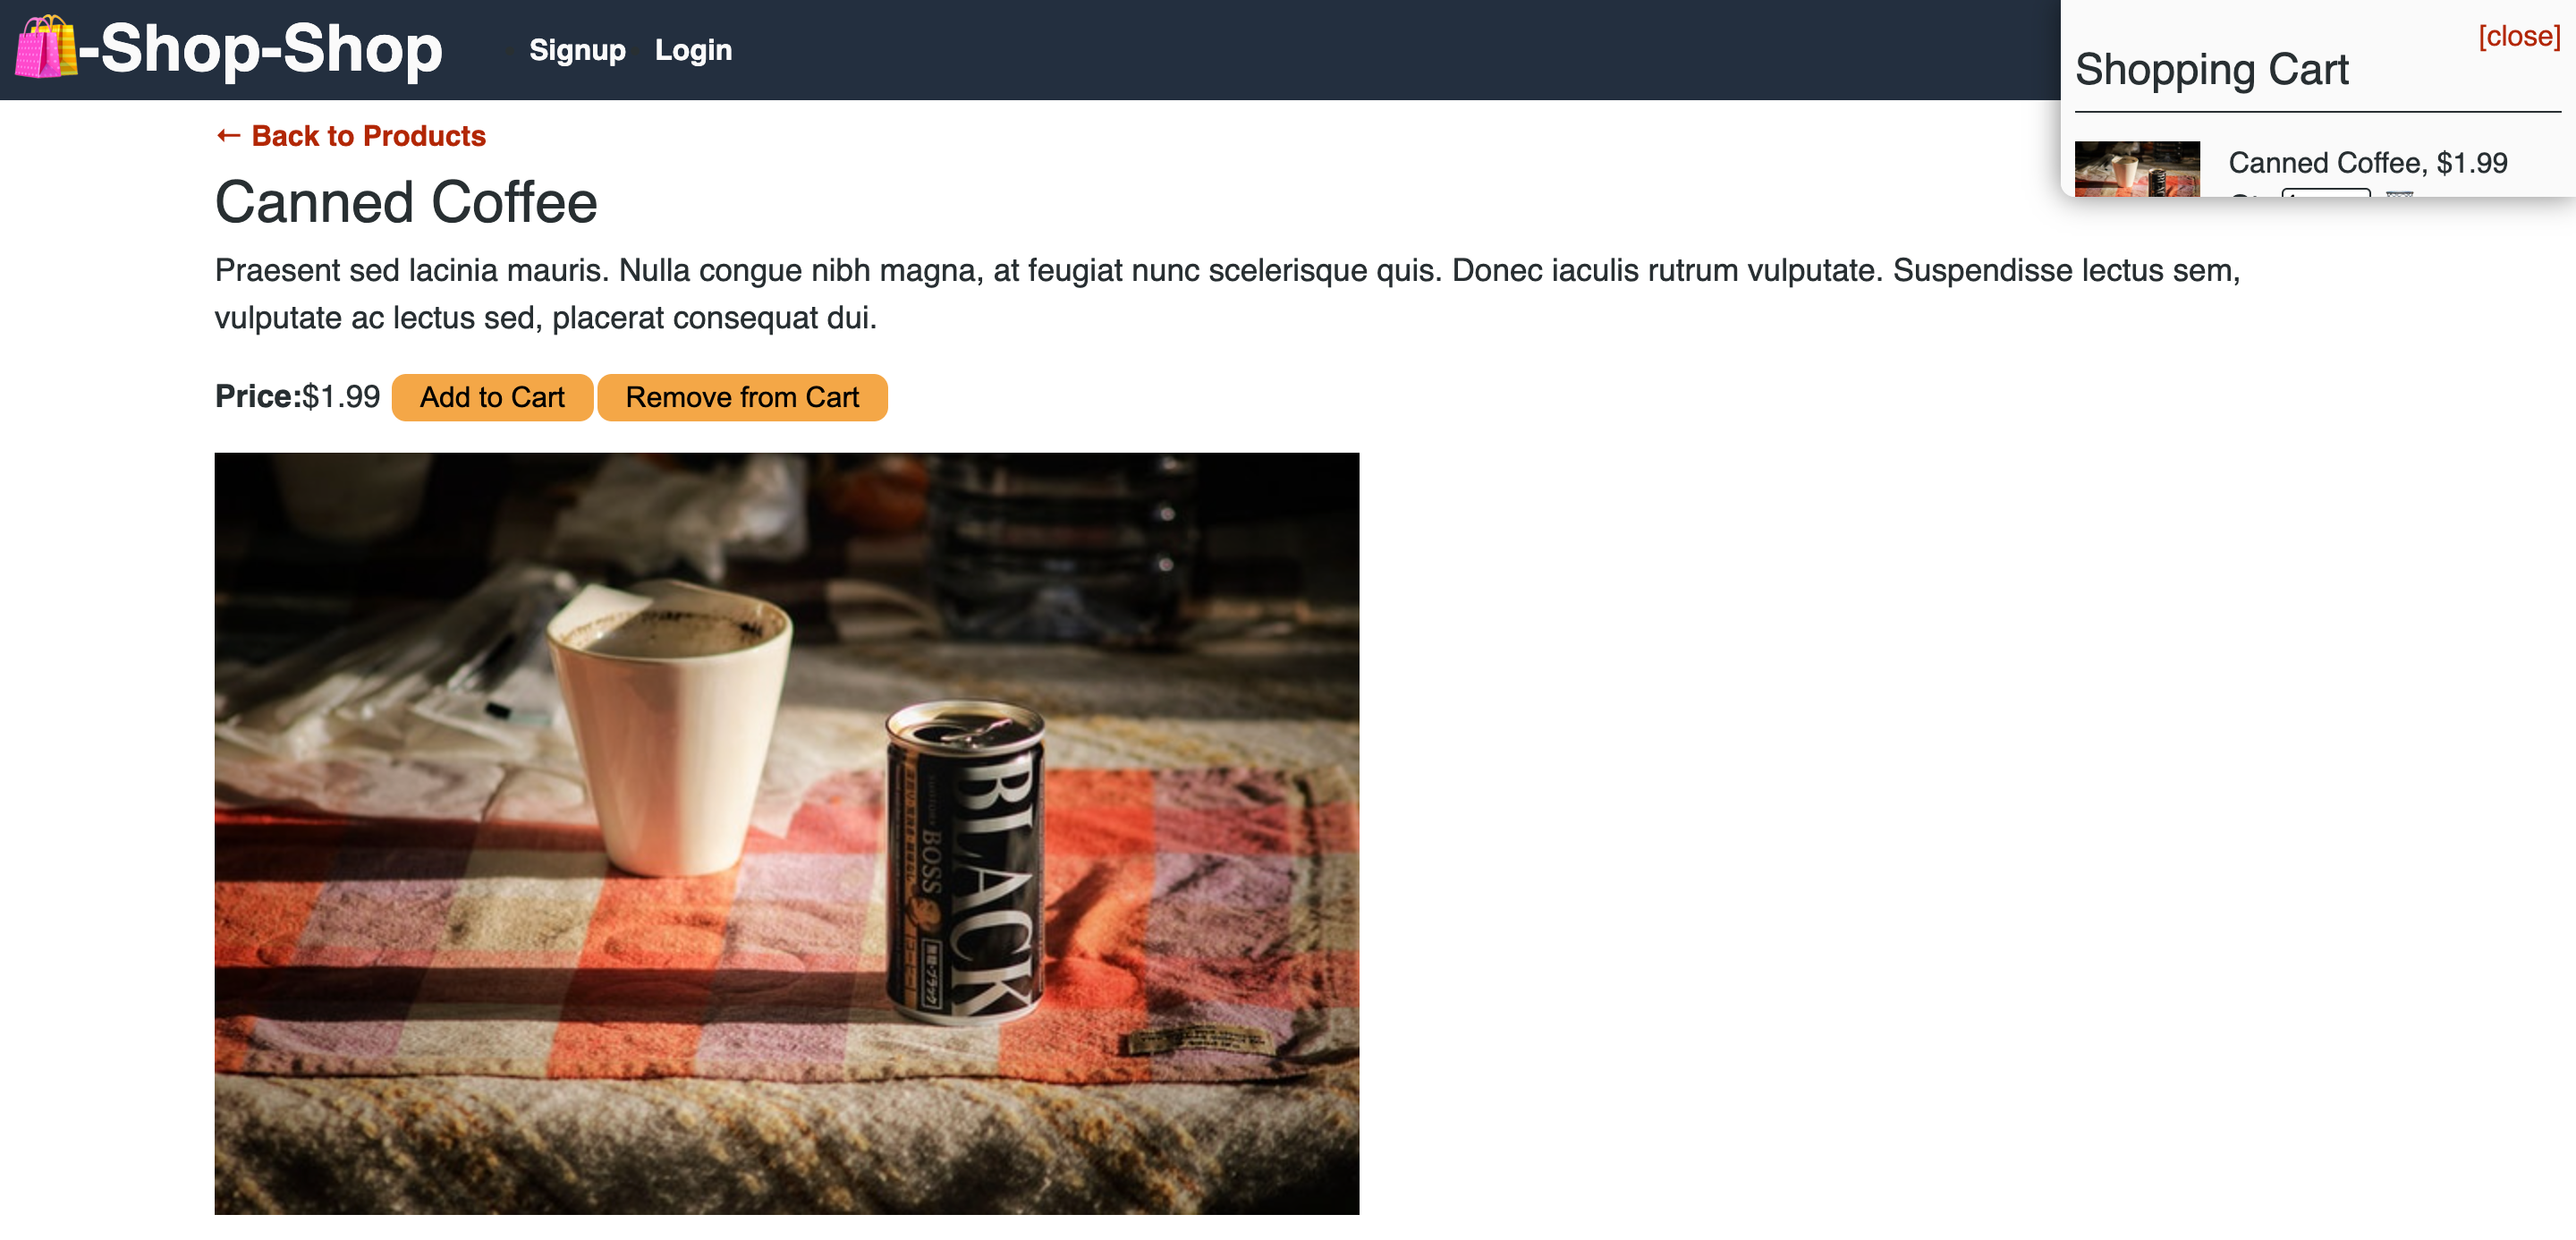 -Shop-Shop
Signup Login
[close]
Shopping Cart
Canned Coffee, $1.99
← Back to Products
Canned Coffee
Praesent sed lacinia mauris. Nulla congue nibh magna, at feugiat nunc scelerisque quis. Donec iaculis rutrum vulputate. Suspendisse lectus sem,
vulputate ac lectus sed, placerat consequat dui.
Price:$1.99 Add to Cart Remove from Cart
BLACK
BOSS